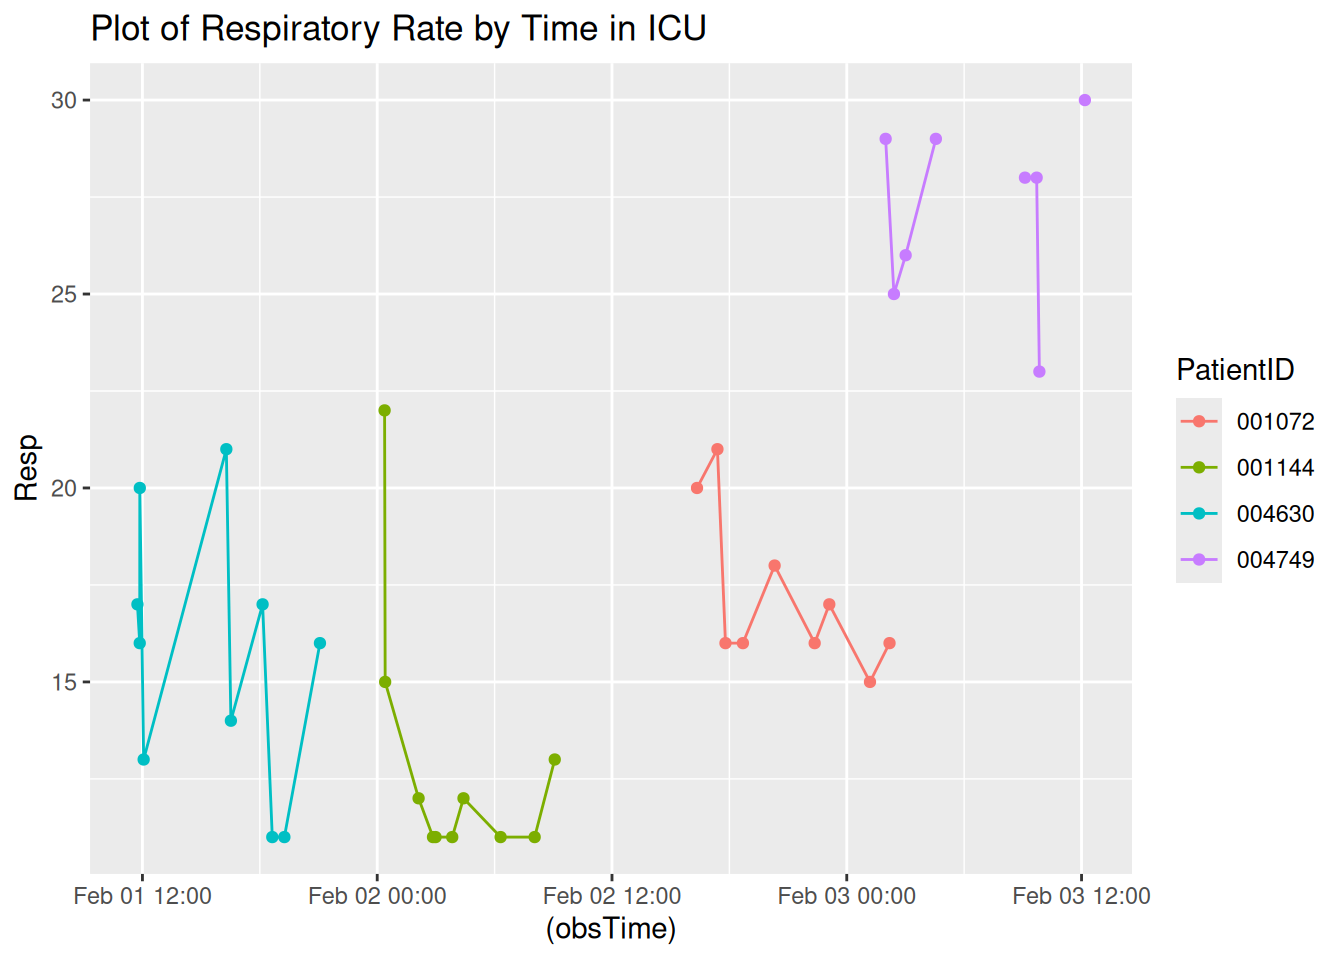 Plot of Respiratory Rate by Time in ICU
30
25
20
15
Resp
Feb 01 12:00
Feb 02 00:00
Feb 02 12:00
Feb 03 00:00
Feb 03 12:00
(obsTime)
PatientID
001072
001144
004630
004749